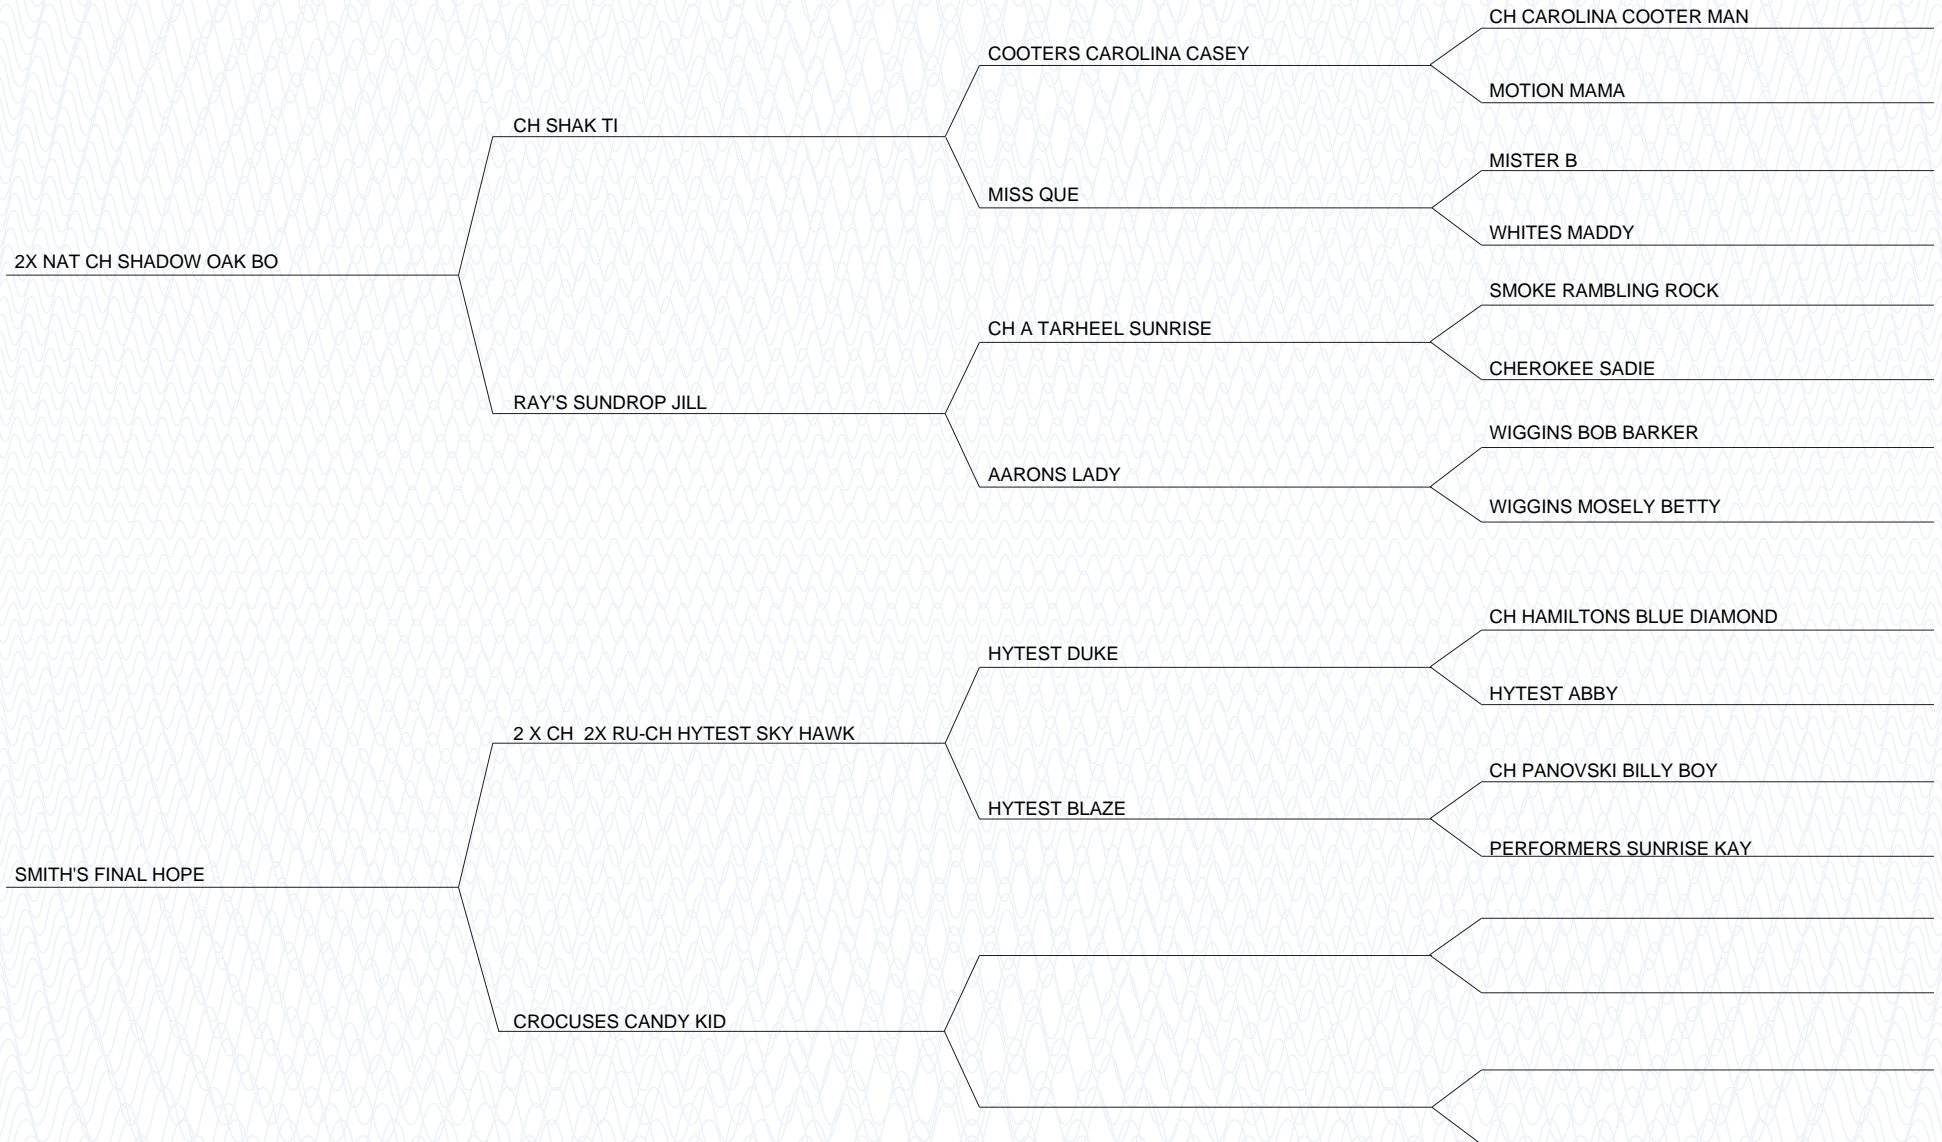 CH CAROLINA COOTER MAN
COOTERS CAROLINA CASEY
MOTION MAMA
CH SHAK TI
MISTER B
MISS QUE
WHITES MADDY
2X NAT CH SHADOW OAK BO
SMOKE RAMBLING ROCK
CH A TARHEEL SUNRISE
CHEROKEE SADIE
RAY'S SUNDROP JILL
WIGGINS BOB BARKER
AARONS LADY
WIGGINS MOSELY BETTY
CH HAMILTONS BLUE DIAMOND
HYTEST DUKE
HYTEST ABBY
2 X CH  2X RU-CH HYTEST SKY HAWK
CH PANOVSKI BILLY BOY
HYTEST BLAZE
PERFORMERS SUNRISE KAY
SMITH'S FINAL HOPE
CROCUSES CANDY KID